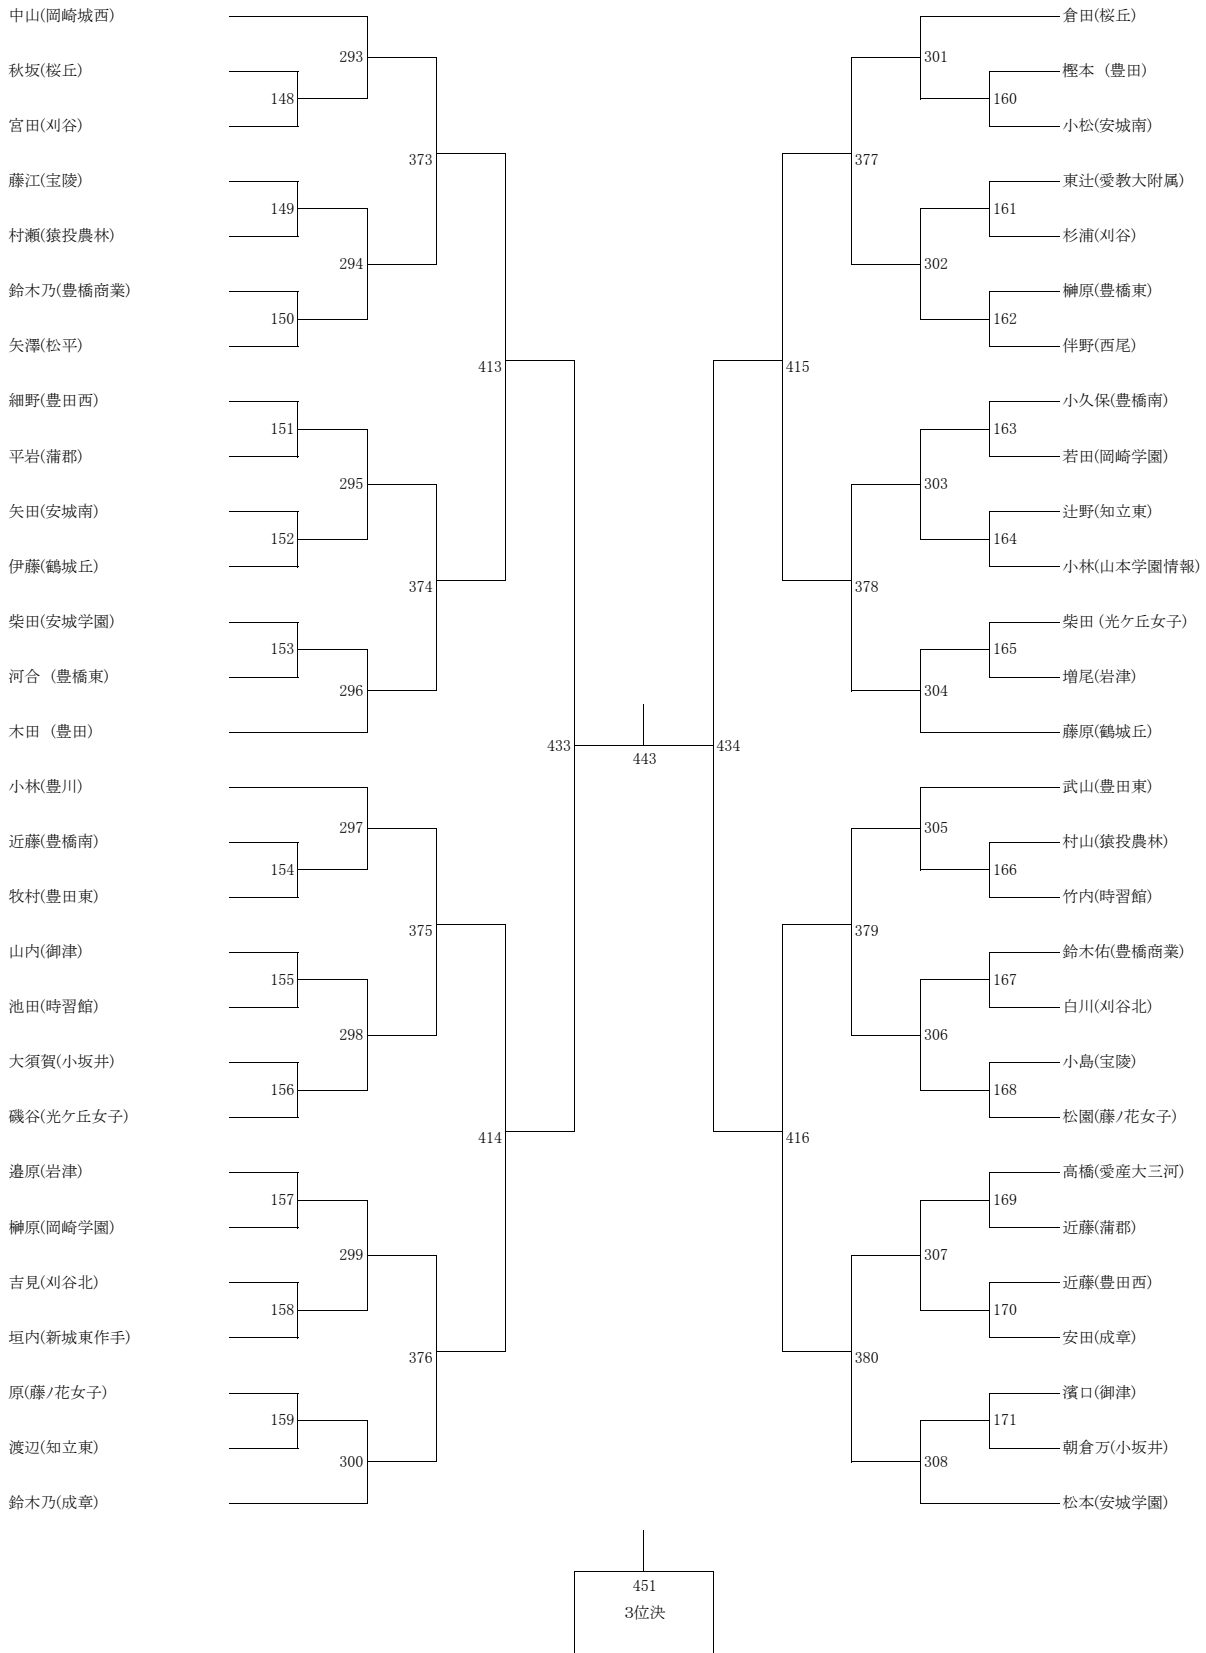 中山(岡崎城西)
293
秋坂(桜丘)
148
宮田(刈谷)
373
藤江(宝陵)
149
村瀬(猿投農林)
294
鈴木乃(豊橋商業)
150
矢澤(松平)
413
細野(豊田西)
151
平岩(蒲郡)
295
矢田(安城南)
152
伊藤(鶴城丘)
374
柴田(安城学園)
153
河合（豊橋東）
296
木田（豊田）
433
小林(豊川)
297
近藤(豊橋南)
154
牧村(豊田東)
375
山内(御津)
155
池田(時習館)
298
大須賀(小坂井)
156
磯谷(光ケ丘女子)
414
邉原(岩津)
157
榊原(岡崎学園)
299
吉見(刈谷北)
158
垣内(新城東作手)
376
原(藤ﾉ花女子)
159
渡辺(知立東)
300
鈴木乃(成章)
443
倉田(桜丘)
301
樫本（豊田）
160
小松(安城南)
377
東辻(愛教大附属)
161
杉浦(刈谷)
302
榊原(豊橋東)
162
伴野(西尾)
415
小久保(豊橋南)
163
若田(岡崎学園)
303
辻野(知立東)
164
小林(山本学園情報)
378
柴田 (光ケ丘女子)
165
増尾(岩津)
304
藤原(鶴城丘)
434
武山(豊田東)
305
村山(猿投農林)
166
竹内(時習館)
379
鈴木佑(豊橋商業)
167
白川(刈谷北)
306
小島(宝陵)
168
松園(藤ﾉ花女子)
416
高橋(愛産大三河)
169
近藤(蒲郡)
307
近藤(豊田西)
170
安田(成章)
380
濱口(御津)
171
朝倉万(小坂井)
308
松本(安城学園)
451
3位決